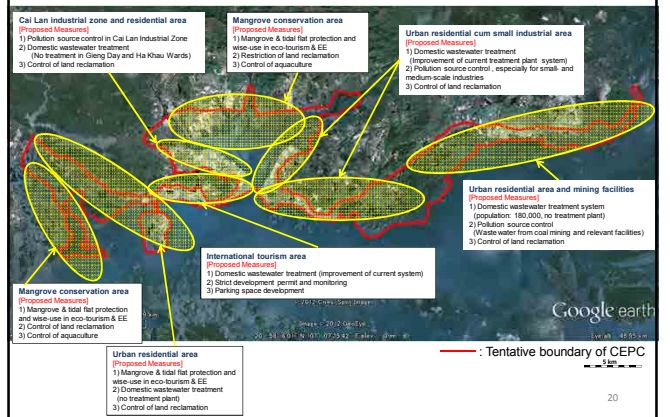 Cai Lan industrial zone and residential area
[Proposed Measures]
1) Pollution source control in Cai Lan Industrial Zone
2) Domestic wastewater treatment
(No treatment in Gieng Day and Ha Khau Wards)
3) Control of land reclamation
Mangrove conservation area
[Proposed Measures]
1) Mangrove & tidal flat protection and
wise-use in eco-tourism & EE
2) Restriction of land reclamation
3) Control of aquaculture
Urban residential cum small industrial area
[Proposed Measures]
1) Domestic wastewater treatment
(Improvement of current treatment plant system)
2) Pollution source control , especially for small- and
medium-scale industries
3) Control of land reclamation
Urban residential area and mining facilities
[Proposed Measures]
1) Domestic wastewater treatment system
(population: 180,000, no treatment plant)
2) Pollution source control
(Waste water from coal mining and relevant facilities)
3) Control of land reclamation
International tourism area
[Proposed Measures]
1) Domestic wastewater treatment (improvement of current system)
2) Strict development permit and monitoring
3) Parking space development
Mangrove conservation area
[Proposed Measures]
1) Mangrove & tidal flat protection
and wise-use in eco-tourism & EE
2) Control of land reclamation
3) Control of aquaculture
Urban residential area
[Proposed Measures]
1) Mangrove & tidal flat protection and
wise-use in eco-tourism & EE
2) Domestic wastewater treatment
(no treatment plant)
3) Control of land reclamation
© 2012 Cnes/Spot Image
Image © 2012 GeoEye
Google earth
: Tentative boundary of CEPC
5 km
20